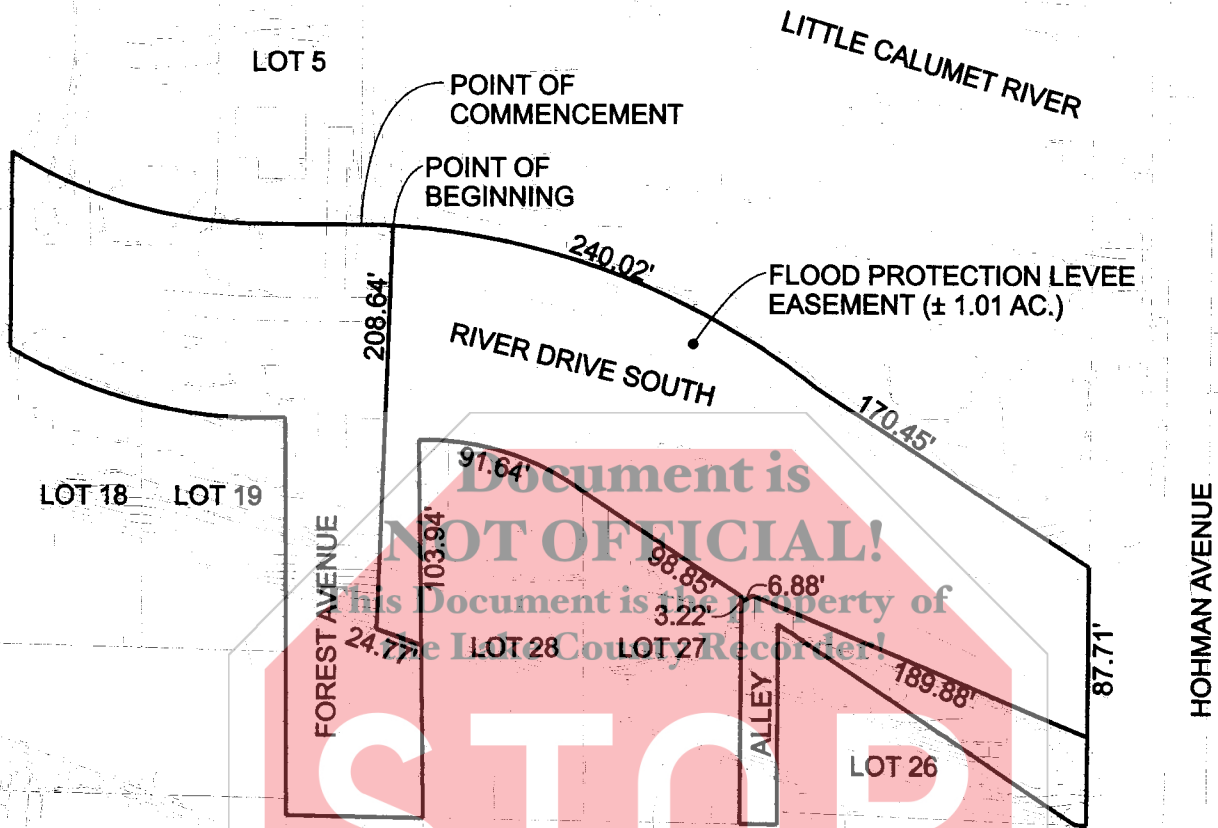 LITTLE CALUMET RIVER
LOT 5
POINT OF
COMMENCEMENT
POINT OF
BEGINNING
240.02'
FLOOD PROTECTION LEVEE
EASEMENT (± 1.01 AC.)
208.64'
RIVER DRIVE SOUTH
170.45'
91.64'
Document is
LOT 18
LOT 19
HOHMAN AVENUE
NOT OFFICIAL!
103.94'
98.85'
6.88'
This Document is the property of
3.22'
FOREST AVENUE
24.77'
LOT 28
LOT 27
the Lake County Recorder!
87.71'
189.88'
ALLEY
LOT 26
STOP